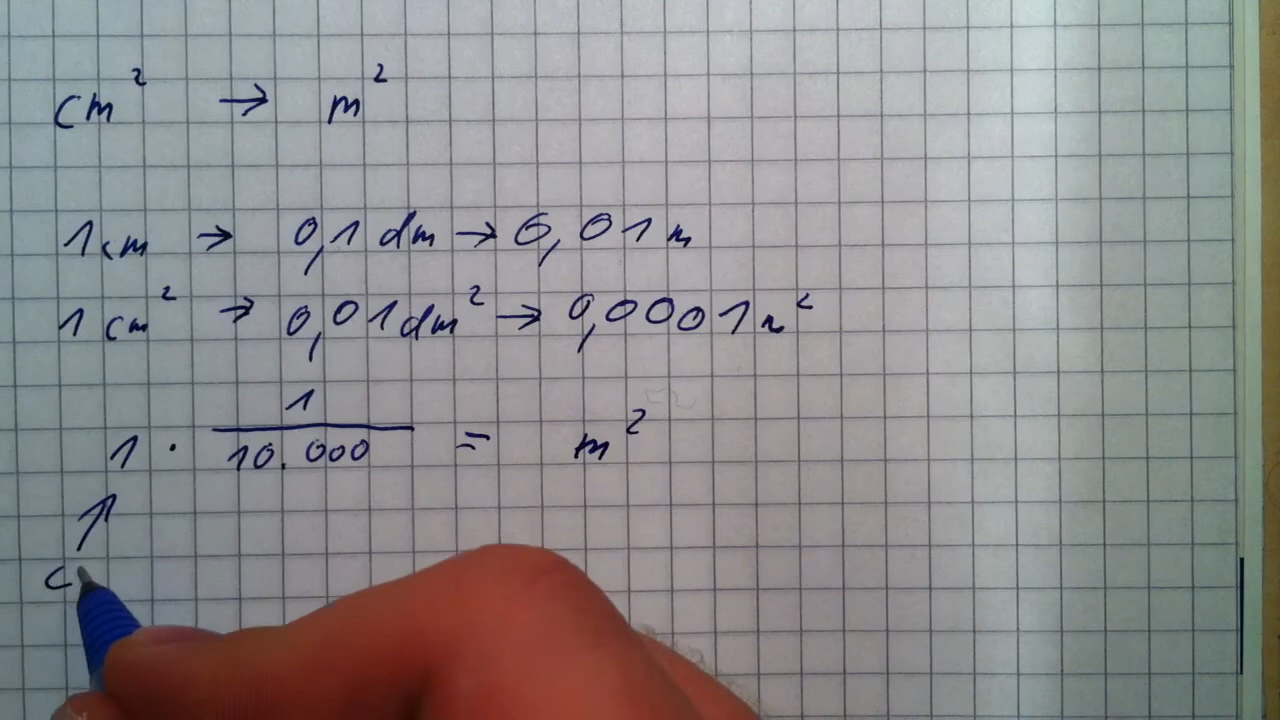 cm² → m²
1cm → 0,1 dm → 0,01 m
1 cm² → 0,01 dm² → 0,0001 m²
1 · 1/10.000 = m²
↑
c